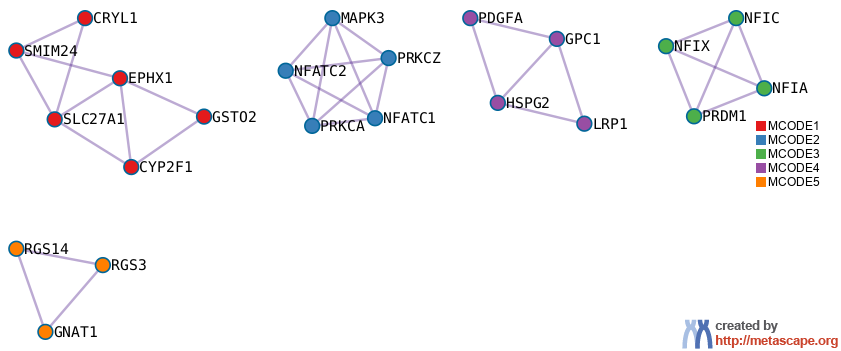 CRYL1
SMIM24
EPHX1
SLC27A1
GSTO2
CYP2F1
MAPK3
PRKCZ
NFATC2
PRKCA
NFATC1
PDGFA
GPC1
HSPG2
LRP1
NFIC
NFIX
NFIA
PRDM1
MCODE1
MCODE2
MCODE3
MCODE4
MCODE5
RGS14
RGS3
GNAT1
created by
http://metascape.org